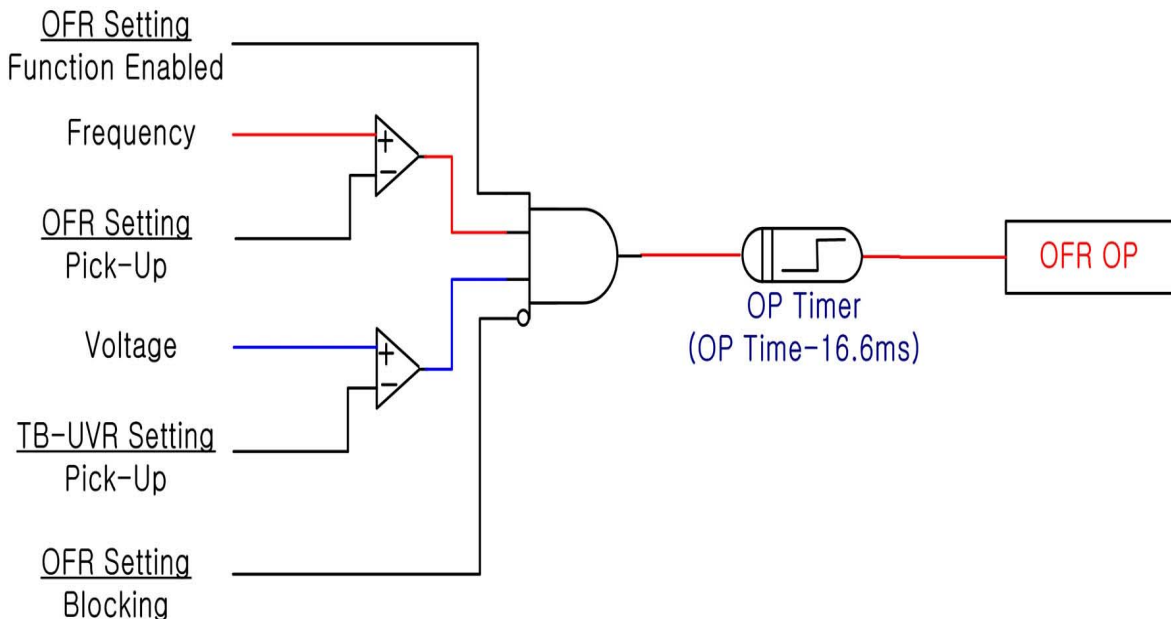 OFR Setting
Function Enabled
Frequency
OFR Setting
Pick-Up
Voltage
TB-UVR Setting
Pick-Up
OFR Setting
Blocking
+
−
+
−
OP Timer
(OP Time-16.6ms)
OFR OP